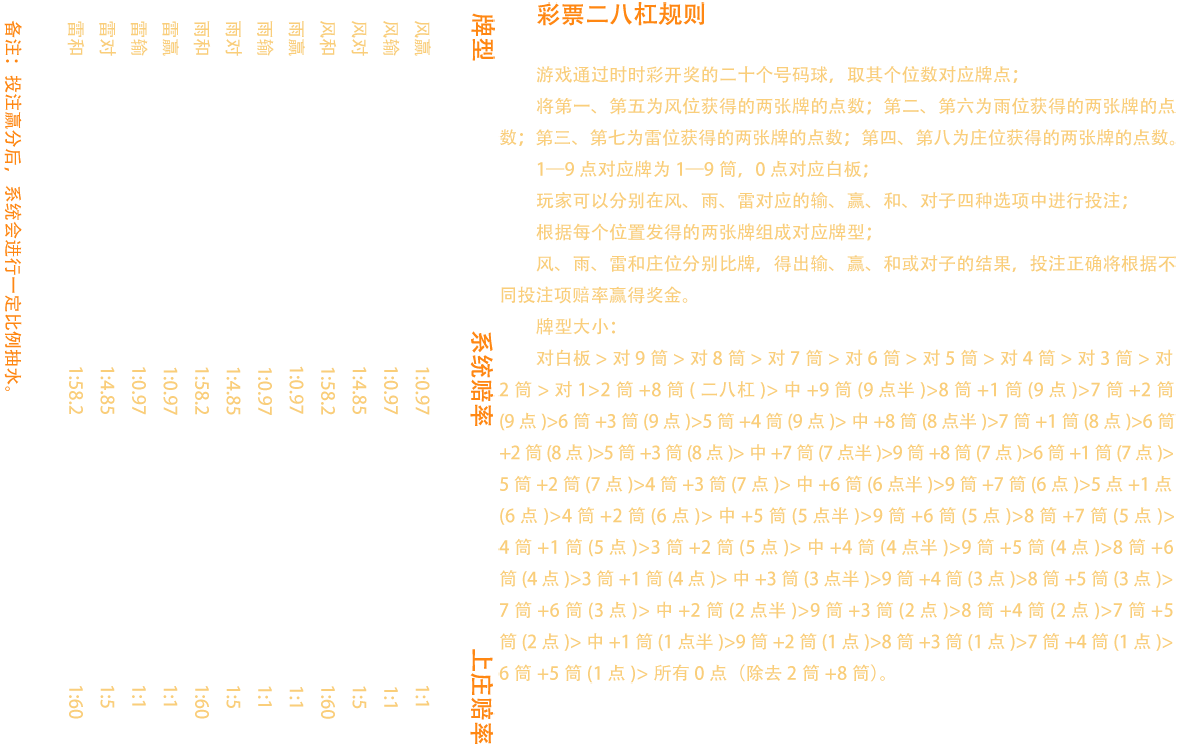 彩票二八杠规则
游戏通过时时彩开奖的二十个号码球，取其个位数对应牌点；
将第一、第五为风位获得的两张牌的点数；第二、第六为雨位获得的两张牌的点
数；第三、第七为雷位获得的两张牌的点数；第四、第八为庄位获得的两张牌的点数。
1—9 点对应牌为 1—9 筒，0 点对应白板；
玩家可以分别在风、雨、雷对应的输、赢、和、对子四种选项中进行投注；
根据每个位置发得的两张牌组成对应牌型；
风、雨、雷和庄位分别比牌，得出输、赢、和或对子的结果，投注正确将根据不
同投注项赔率赢得奖金。
牌型大小：
对白板 > 对 9 筒 > 对 8 筒 > 对 7 筒 > 对 6 筒 > 对 5 筒 > 对 4 筒 > 对 3 筒 > 对
2 筒 > 对 1>2 筒 +8 筒 ( 二八杠 )> 中 +9 筒 (9 点半 )>8 筒 +1 筒 (9 点 )>7 筒 +2 筒
(9 点 )>6 筒 +3 筒 (9 点 )>5 筒 +4 筒 (9 点 )> 中 +8 筒 (8 点半 )>7 筒 +1 筒 (8 点 )>6 筒
+2 筒 (8 点 )>5 筒 +3 筒 (8 点 )> 中 +7 筒 (7 点半 )>9 筒 +8 筒 (7 点 )>6 筒 +1 筒 (7 点 )>
5 筒 +2 筒 (7 点 )>4 筒 +3 筒 (7 点 )> 中 +6 筒 (6 点半 )>9 筒 +7 筒 (6 点 )>5 点 +1 点
(6 点 )>4 筒 +2 筒 (6 点 )> 中 +5 筒 (5 点半 )>9 筒 +6 筒 (5 点 )>8 筒 +7 筒 (5 点 )>
4 筒 +1 筒 (5 点 )>3 筒 +2 筒 (5 点 )> 中 +4 筒 (4 点半 )>9 筒 +5 筒 (4 点 )>8 筒 +6
筒 (4 点 )>3 筒 +1 筒 (4 点 )> 中 +3 筒 (3 点半 )>9 筒 +4 筒 (3 点 )>8 筒 +5 筒 (3 点 )>
7 筒 +6 筒 (3 点 )> 中 +2 筒 (2 点半 )>9 筒 +3 筒 (2 点 )>8 筒 +4 筒 (2 点 )>7 筒 +5
筒 (2 点 )> 中 +1 筒 (1 点半 )>9 筒 +2 筒 (1 点 )>8 筒 +3 筒 (1 点 )>7 筒 +4 筒 (1 点 )>
6 筒 +5 筒 (1 点 )> 所有 0 点（除去 2 筒 +8 筒）。
牌型 系统赔率 上庄赔率
风赢 1:0.97 1:1
风输 1:0.97 1:1
风对 1:4.85 1:5
风和 1:58.2 1:60
雨赢 1:0.97 1:1
雨输 1:0.97 1:1
雨对 1:4.85 1:5
雨和 1:58.2 1:60
雷赢 1:0.97 1:1
雷输 1:0.97 1:1
雷对 1:4.85 1:5
雷和 1:58.2 1:60
备注：投注赢分后，系统会进行一定比例抽水。